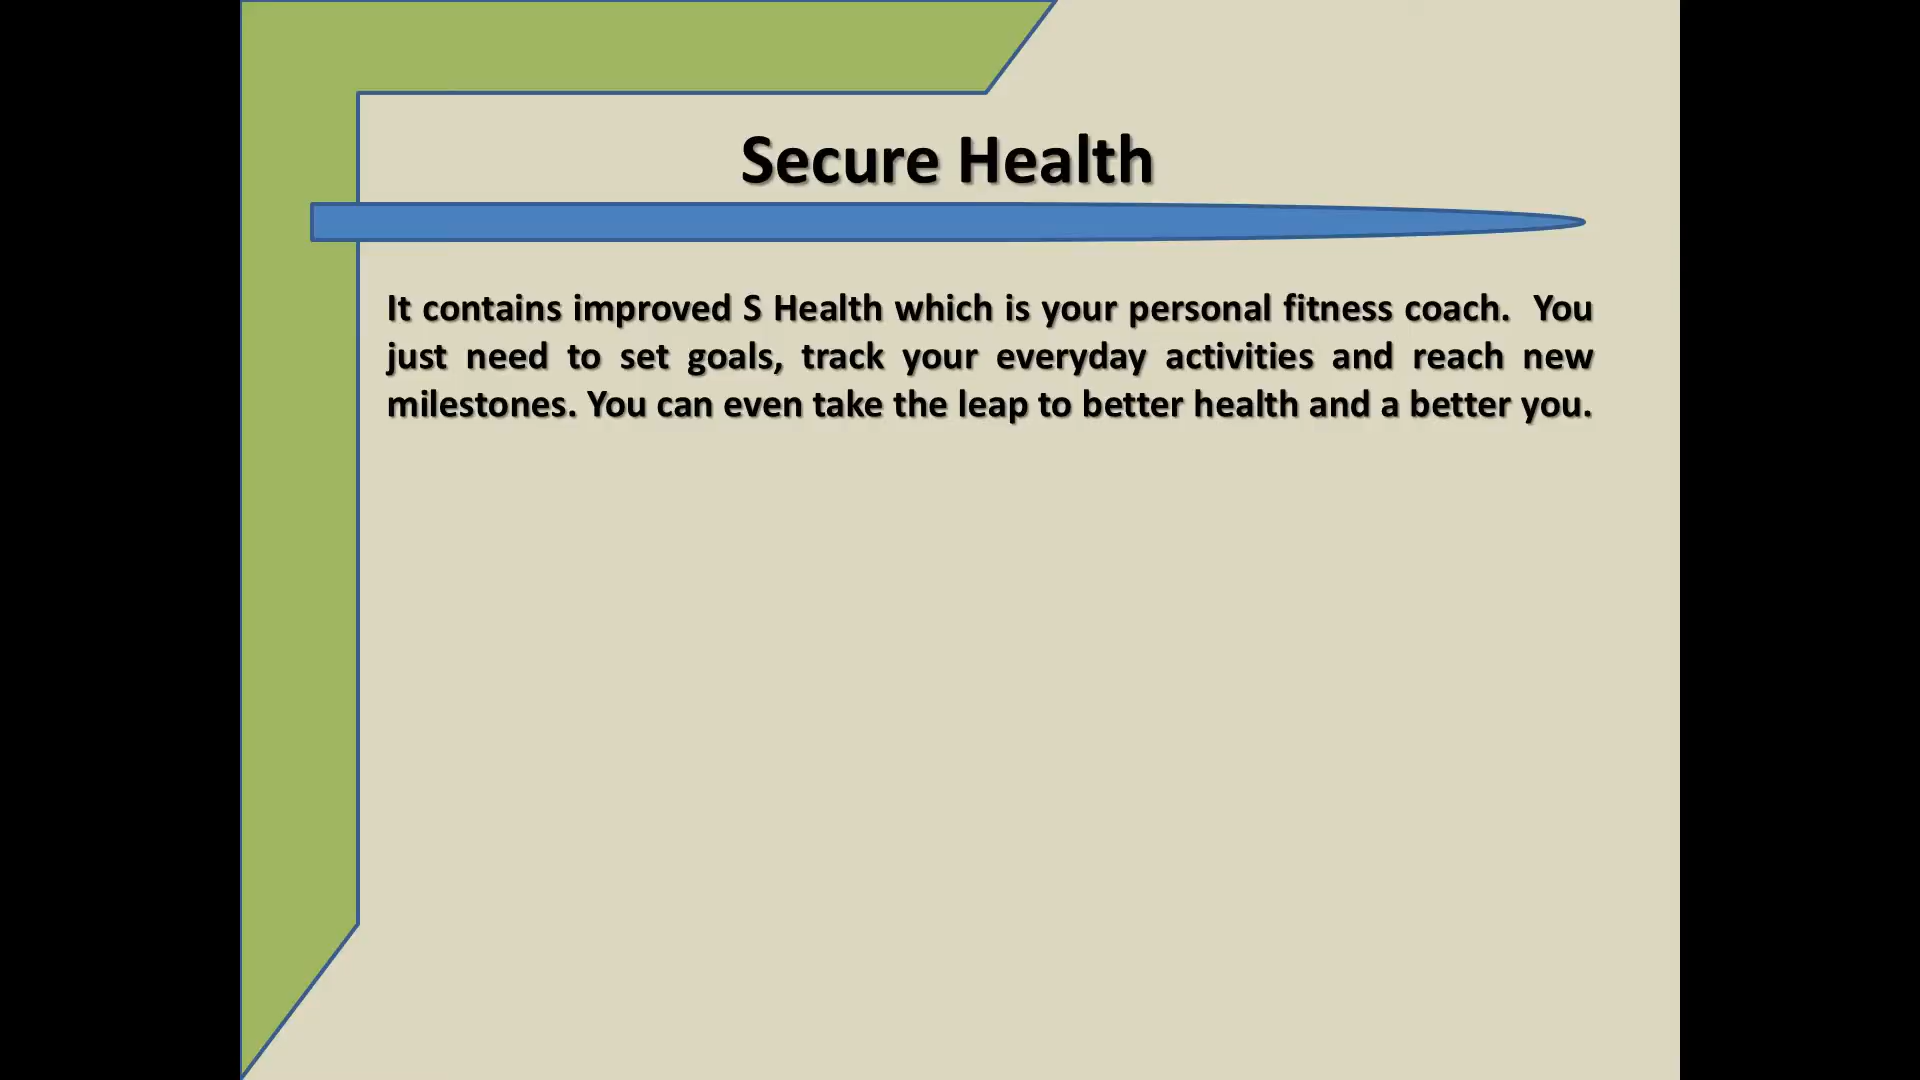 Secure Health
It contains improved S Health which is your personal fitness coach.  You
just need to set goals, track your everyday activities and reach new
milestones. You can even take the leap to better health and a better you.